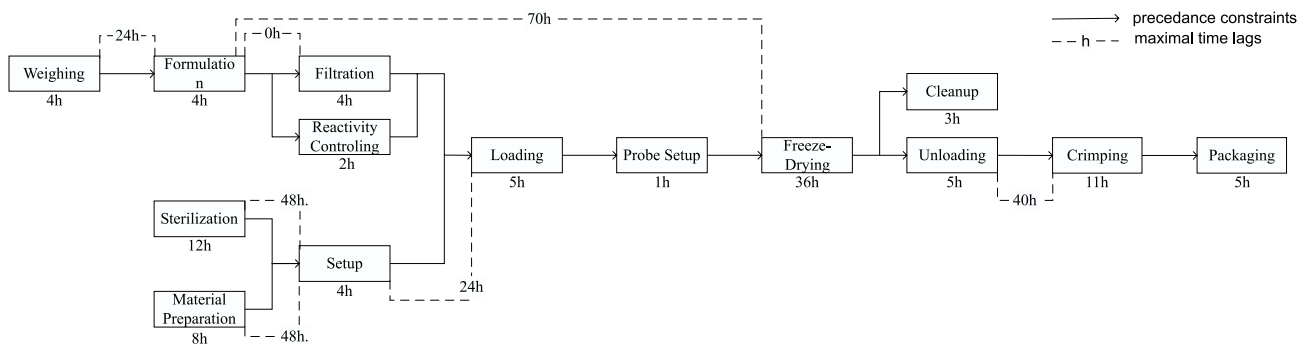 70h
precedance constraints
h
maximal time lags
24h
0h
Weighing
4h
Formulatio
n
4h
Filtration
4h
Reactivity
Controling
2h
Loading
5h
Probe Setup
1h
Freeze-
Drying
36h
Cleanup
3h
Unloading
5h
40h
Crimping
11h
Packaging
5h
Sterilization
12h
48h.
Setup
4h
24h
Material
Preparation
8h
48h.